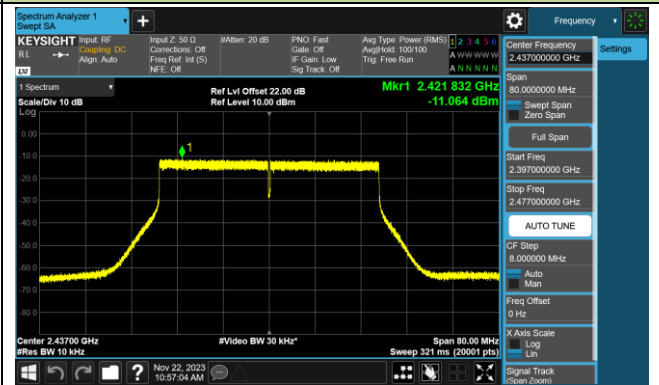 Spectrum Analyzer 1
Swept SA
Frequency
KEYSIGHT
RL
LXI
Input: RF
Coupling: DC
Align: Auto
Input Z: 50 Ω
Corrections: Off
Freq Ref: Int (S)
NFE: Off
#Atten: 20 dB
PNO: Fast
Gate: Off
IF Gain: Low
Sig Track: Off
Avg Type: Power (RMS)
Avg|Hold: 100/100
Trig: Free Run
1 2 3 4 5 6
A W W W W W
A N N N N N
1 Spectrum
Scale/Div 10 dB
Log
Ref Lvl Offset 22.00 dB
Ref Level 10.00 dBm
Mkr1 2.421 832 GHz
-11.064 dBm
1
0.00
-10.0
-20.0
-30.0
-40.0
-50.0
-60.0
-70.0
-80.0
Center 2.43700 GHz
#Res BW 10 kHz
#Video BW 30 kHz*
Span 80.00 MHz
Sweep 321 ms (20001 pts)
Nov 22, 2023
10:57:04 AM
Center Frequency
2.437000000 GHz
Span
80.0000000 MHz
Swept Span
Zero Span
Full Span
Start Freq
2.397000000 GHz
Stop Freq
2.477000000 GHz
AUTO TUNE
CF Step
8.000000 MHz
Auto
Man
Freq Offset
0 Hz
X Axis Scale
Log
Lin
Signal Track
(Span Zoom)
Settings